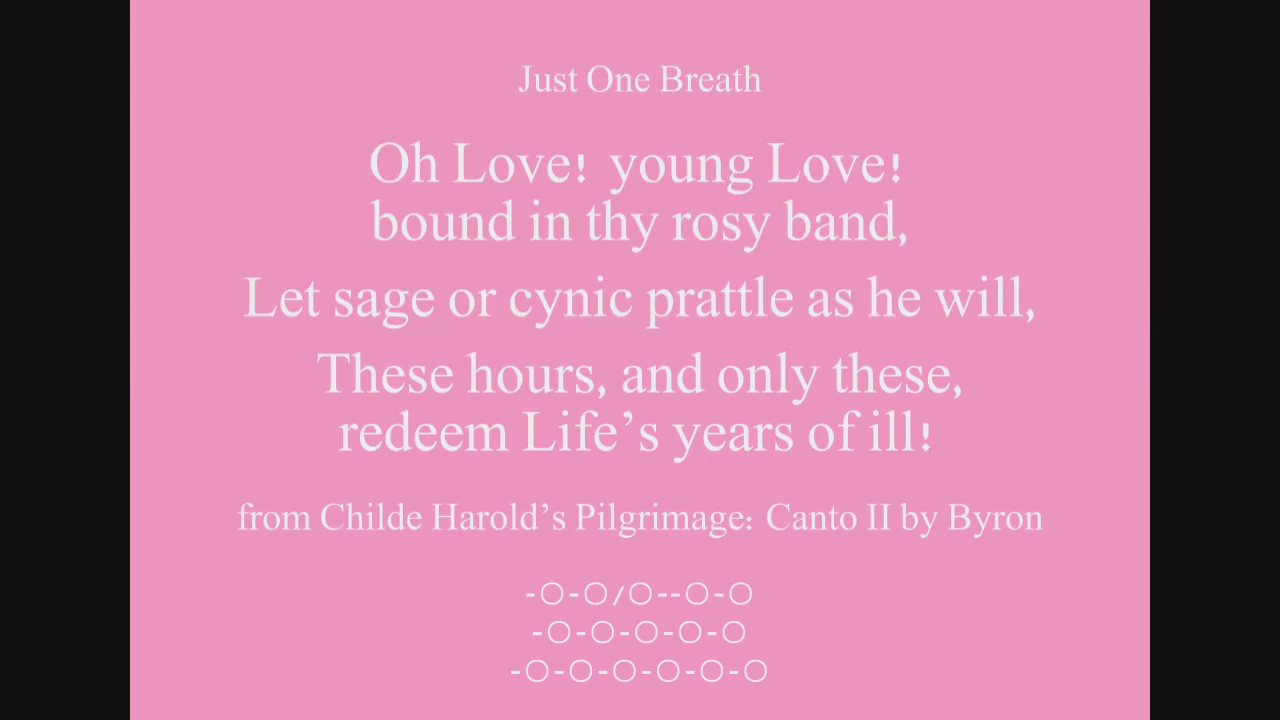 Just One Breath
Oh Love! young Love!
bound in thy rosy band,
Let sage or cynic prattle as he will,
These hours, and only these,
redeem Life’s years of ill!
from Childe Harold’s Pilgrimage: Canto II by Byron
-○-○/○--○-○
-○-○-○-○-○
-○-○-○-○-○-○